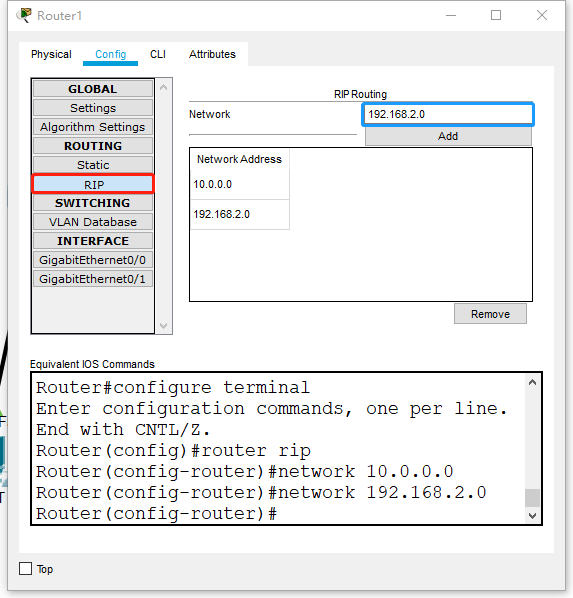 Router1
Physical
Config
CLI
Attributes
GLOBAL
Settings
Algorithm Settings
ROUTING
Static
RIP
SWITCHING
VLAN Database
INTERFACE
GigabitEthernet0/0
GigabitEthernet0/1
RIP Routing
Network
192.168.2.0
Add
Network Address
10.0.0.0
192.168.2.0
Remove
Equivalent IOS Commands
Router#configure terminal
Enter configuration commands, one per line.
End with CNTL/Z.
Router(config)#router rip
Router(config-router)#network 10.0.0.0
Router(config-router)#network 192.168.2.0
Router(config-router)#
Top